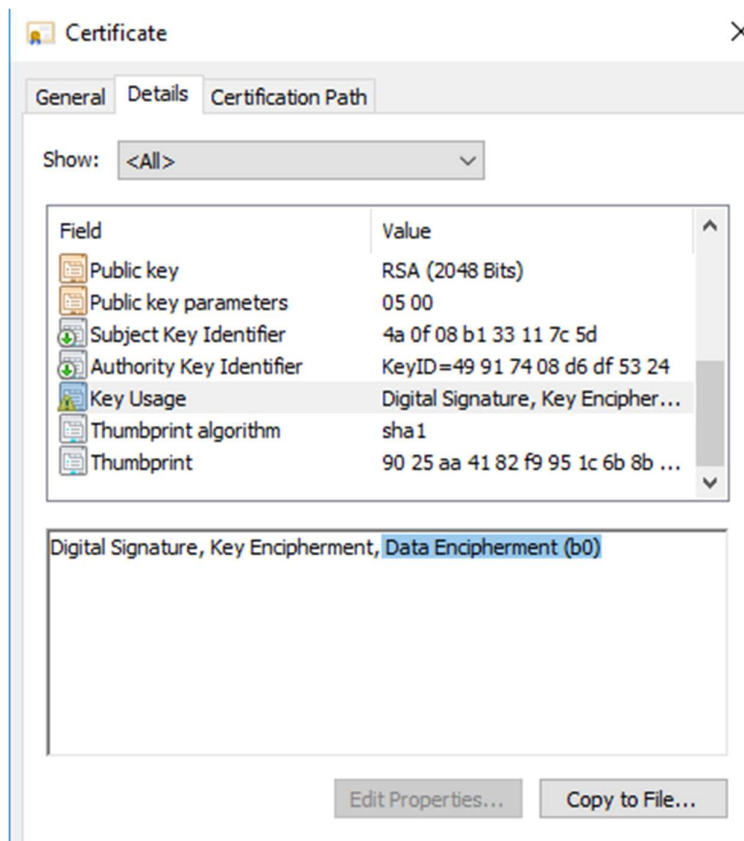 Certificate
General Details Certification Path
Show: <All>
Field Value
Public key RSA (2048 Bits)
Public key parameters 05 00
Subject Key Identifier 4a 0f 08 b1 33 11 7c 5d
Authority Key Identifier KeyID=49 91 74 08 d6 df 53 24
Key Usage Digital Signature, Key Encipher...
Thumbprint algorithm sha1
Thumbprint 90 25 aa 41 82 f9 95 1c 6b 8b ...
Digital Signature, Key Encipherment, Data Encipherment (b0)
Edit Properties... Copy to File...